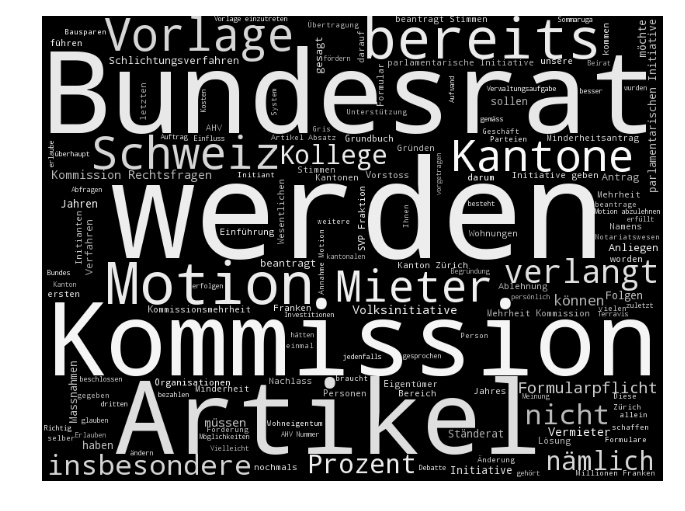 Bausparen
Vorlage einzutreten
Übertragung
beantragt Stimmen
Sommaruga
führen
Vorlage
gesagt
darauf
bereits
kommen
möchte
Schlichtungsverfahren
fördern
parlamentarische Initiative
unsere
Beirat
parlamentarischen Initiative
Bundesrat
letzten
Kosten
System
Formular
Aufwand
Verwaltungsaufgabe
besser
wurden
sollen
Unterstützung
gemäss
Auftrag
AHV
Einfluss
Gris
Artikel Absatz
Grundbuch
Geschäft
Parteien
Minderheitsantrag
erlaube
überhaupt
Schweiz
Initiant
Kollege
Gründen
Kantone
Kommission Rechtsfragen
Stimmen
Kantonen
Vorstoss
vorgetragen
darum
Initiative geben
Antrag
Abfragen
Jahren
Initianten
Verfahren
werden
Wesentlichen
weitere
SVP Fraktion
Ihnen
besteht
Mehrheit
beantrage
Motion abzulehnen
erfüllt
Einführung
Wohnungen
Namens
Notariatswesen
Anliegen
kantonalen
Annahme Motion
Bundes
beantragt
Kanton Zürich
Begründung
Ablehnung
verlangt
worden
Kanton
ersten
Motion
erfolgen
Mieter
persönlich
können
Folgen
zuletzt
Kommissionsmehrheit
Franken
Investitionen
Volksinitiative
Mehrheit Kommission
vielen
Terravis
Kommission
hätten
einmal
Person
jedenfalls
gesprochen
Massnahmen
beschlossen
Organisationen
Nachlass
braucht
Eigentümer
Jahres
Formularpflicht
gegeben
bezahlen
Minderheit
Personen
Bereich
Meinung
Diese
dritten
Artikel
nicht
Zürich
allein
glauben
Förderung
Wohneigentum
Richtig
selber
Erlauben
müssen
Möglichkeiten
AHV Nummer
Ständerat
Vermieter
schaffen
haben
Vielleicht
Lösung
Formulare
ändern
insbesondere
nochmals
Prozent
Debatte
Änderung
Initiative
gehört
nämlich
Millionen Franken